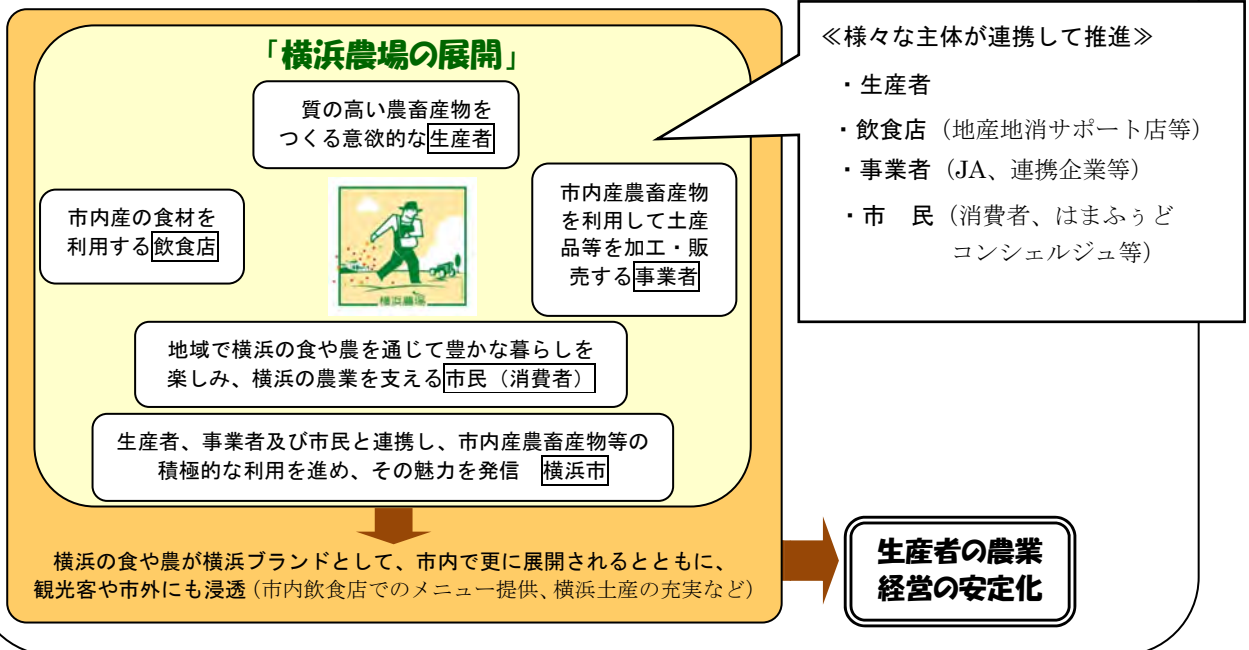 「横浜農場の展開」
質の高い農畜産物を
つくる意欲的な生産者
市内産の食材を
利用する飲食店
市内産農畜産物
を利用して土産
品等を加工・販
売する事業者
横浜農場
地域で横浜の食や農を通じて豊かな暮らしを
楽しみ、横浜の農業を支える市民（消費者）
生産者、事業者及び市民と連携し、市内産農畜産物等の
積極的な利用を進め、その魅力を発信　横浜市
横浜の食や農が横浜ブランドとして、市内で更に展開されるとともに、
観光客や市外にも浸透（市内飲食店でのメニュー提供、横浜土産の充実など）
≪様々な主体が連携して推進≫
・生産者
・飲食店（地産地消サポート店等）
・事業者（JA、連携企業等）
・市　民（消費者、はまふぅど
コンシェルジュ等）
生産者の農業
経営の安定化